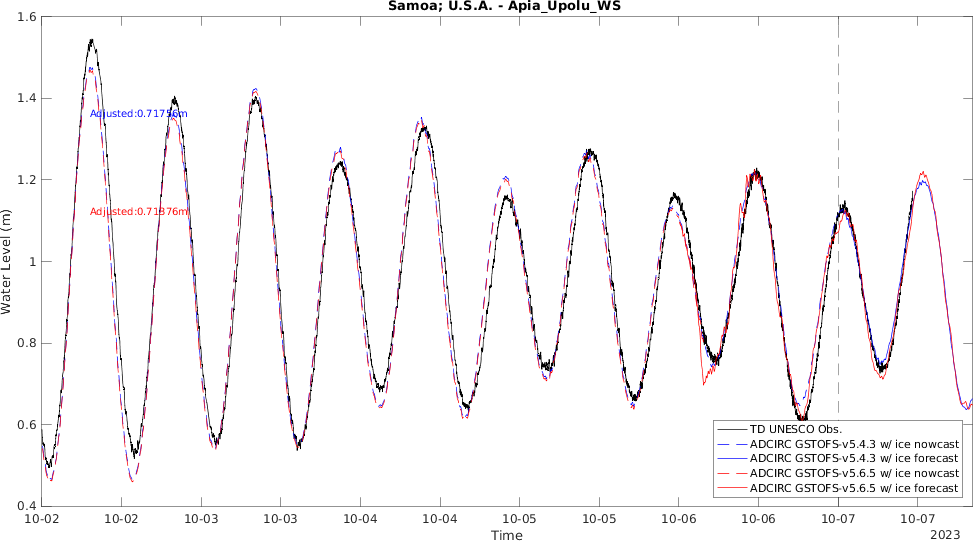 Samoa; U.S.A. - Apia_Upolu_WS
Water Level (m)
1.6
1.4
1.2
1
0.8
0.6
0.4
Adjusted:0.71756m
Adjusted:0.71376m
TD UNESCO Obs.
ADCIRC GSTOFS-v5.4.3 w/ ice nowcast
ADCIRC GSTOFS-v5.4.3 w/ ice forecast
ADCIRC GSTOFS-v5.6.5 w/ ice nowcast
ADCIRC GSTOFS-v5.6.5 w/ ice forecast
10-02 10-02 10-03 10-03 10-04 10-04 10-05 10-05 10-06 10-06 10-07 10-07
Time
2023